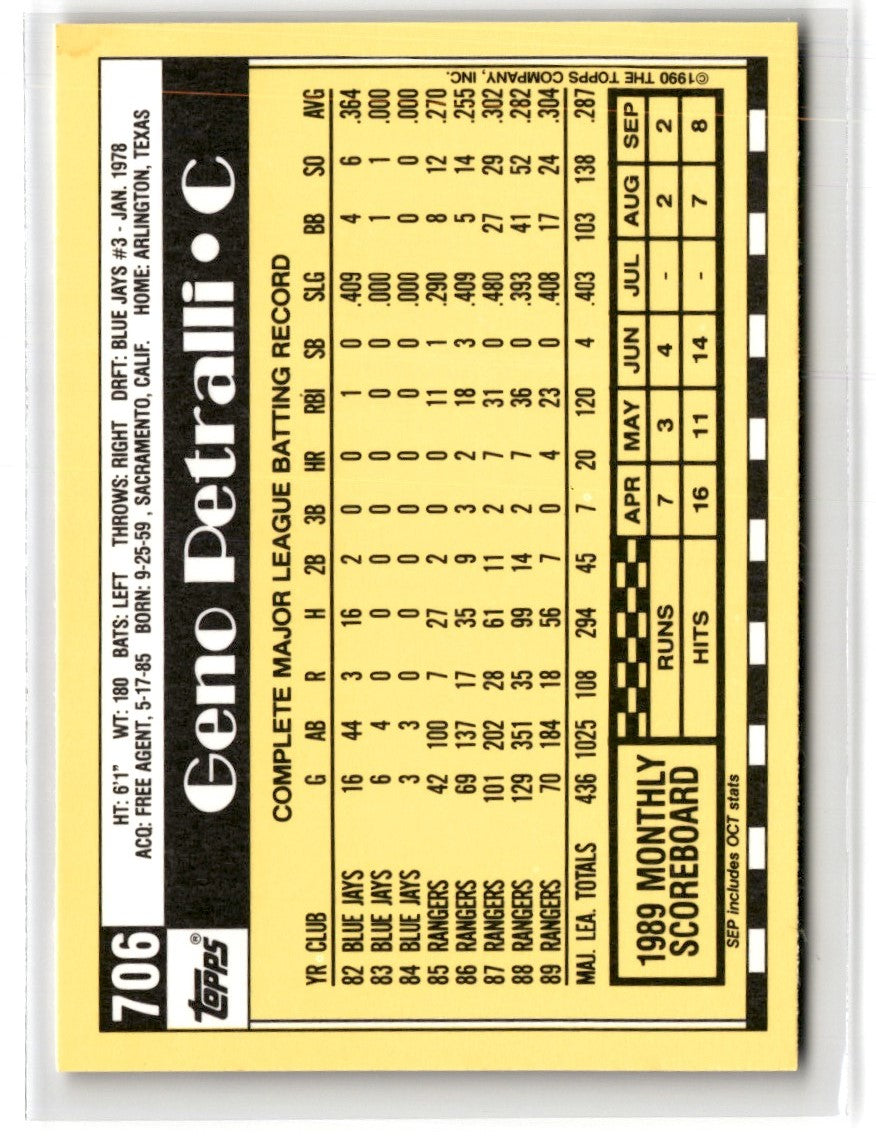 706
HT: 6'1" WT: 180 BATS: LEFT THROWS: RIGHT DRFT: BLUE JAYS #3 - JAN. 1978
ACQ: FREE AGENT, 5-17-85 BORN: 9-25-59 , SACRAMENTO, CALIF. HOME: ARLINGTON, TEXAS
TOPPS®
Geno Petralli • C
COMPLETE MAJOR LEAGUE BATTING RECORD
YR CLUB G AB R H 2B 3B HR RBI SB SLG BB SO AVG
82 BLUE JAYS 16 44 3 16 2 0 0 1 0 .409 4 6 .364
83 BLUE JAYS 6 4 0 0 0 0 0 0 0 .000 1 1 .000
84 BLUE JAYS 3 3 0 0 0 0 0 0 0 .000 0 0 .000
85 RANGERS 42 100 7 27 2 0 0 11 1 .290 8 12 .270
86 RANGERS 69 137 17 35 9 3 2 18 3 .409 5 14 .255
87 RANGERS 101 202 28 61 11 2 7 31 0 .480 27 29 .302
88 RANGERS 129 351 35 99 14 2 7 36 0 .393 41 52 .282
89 RANGERS 70 184 18 56 7 0 4 23 0 .408 17 24 .304
MAJ. LEA. TOTALS 436 1025 108 294 45 7 20 120 4 .403 103 138 .287
1989 MONTHLY
SCOREBOARD
APR MAY JUN JUL AUG SEP
RUNS 7 3 4 - 2 2
HITS 16 11 14 - 7 8
SEP includes OCT stats
©1990 THE TOPPS COMPANY, INC.